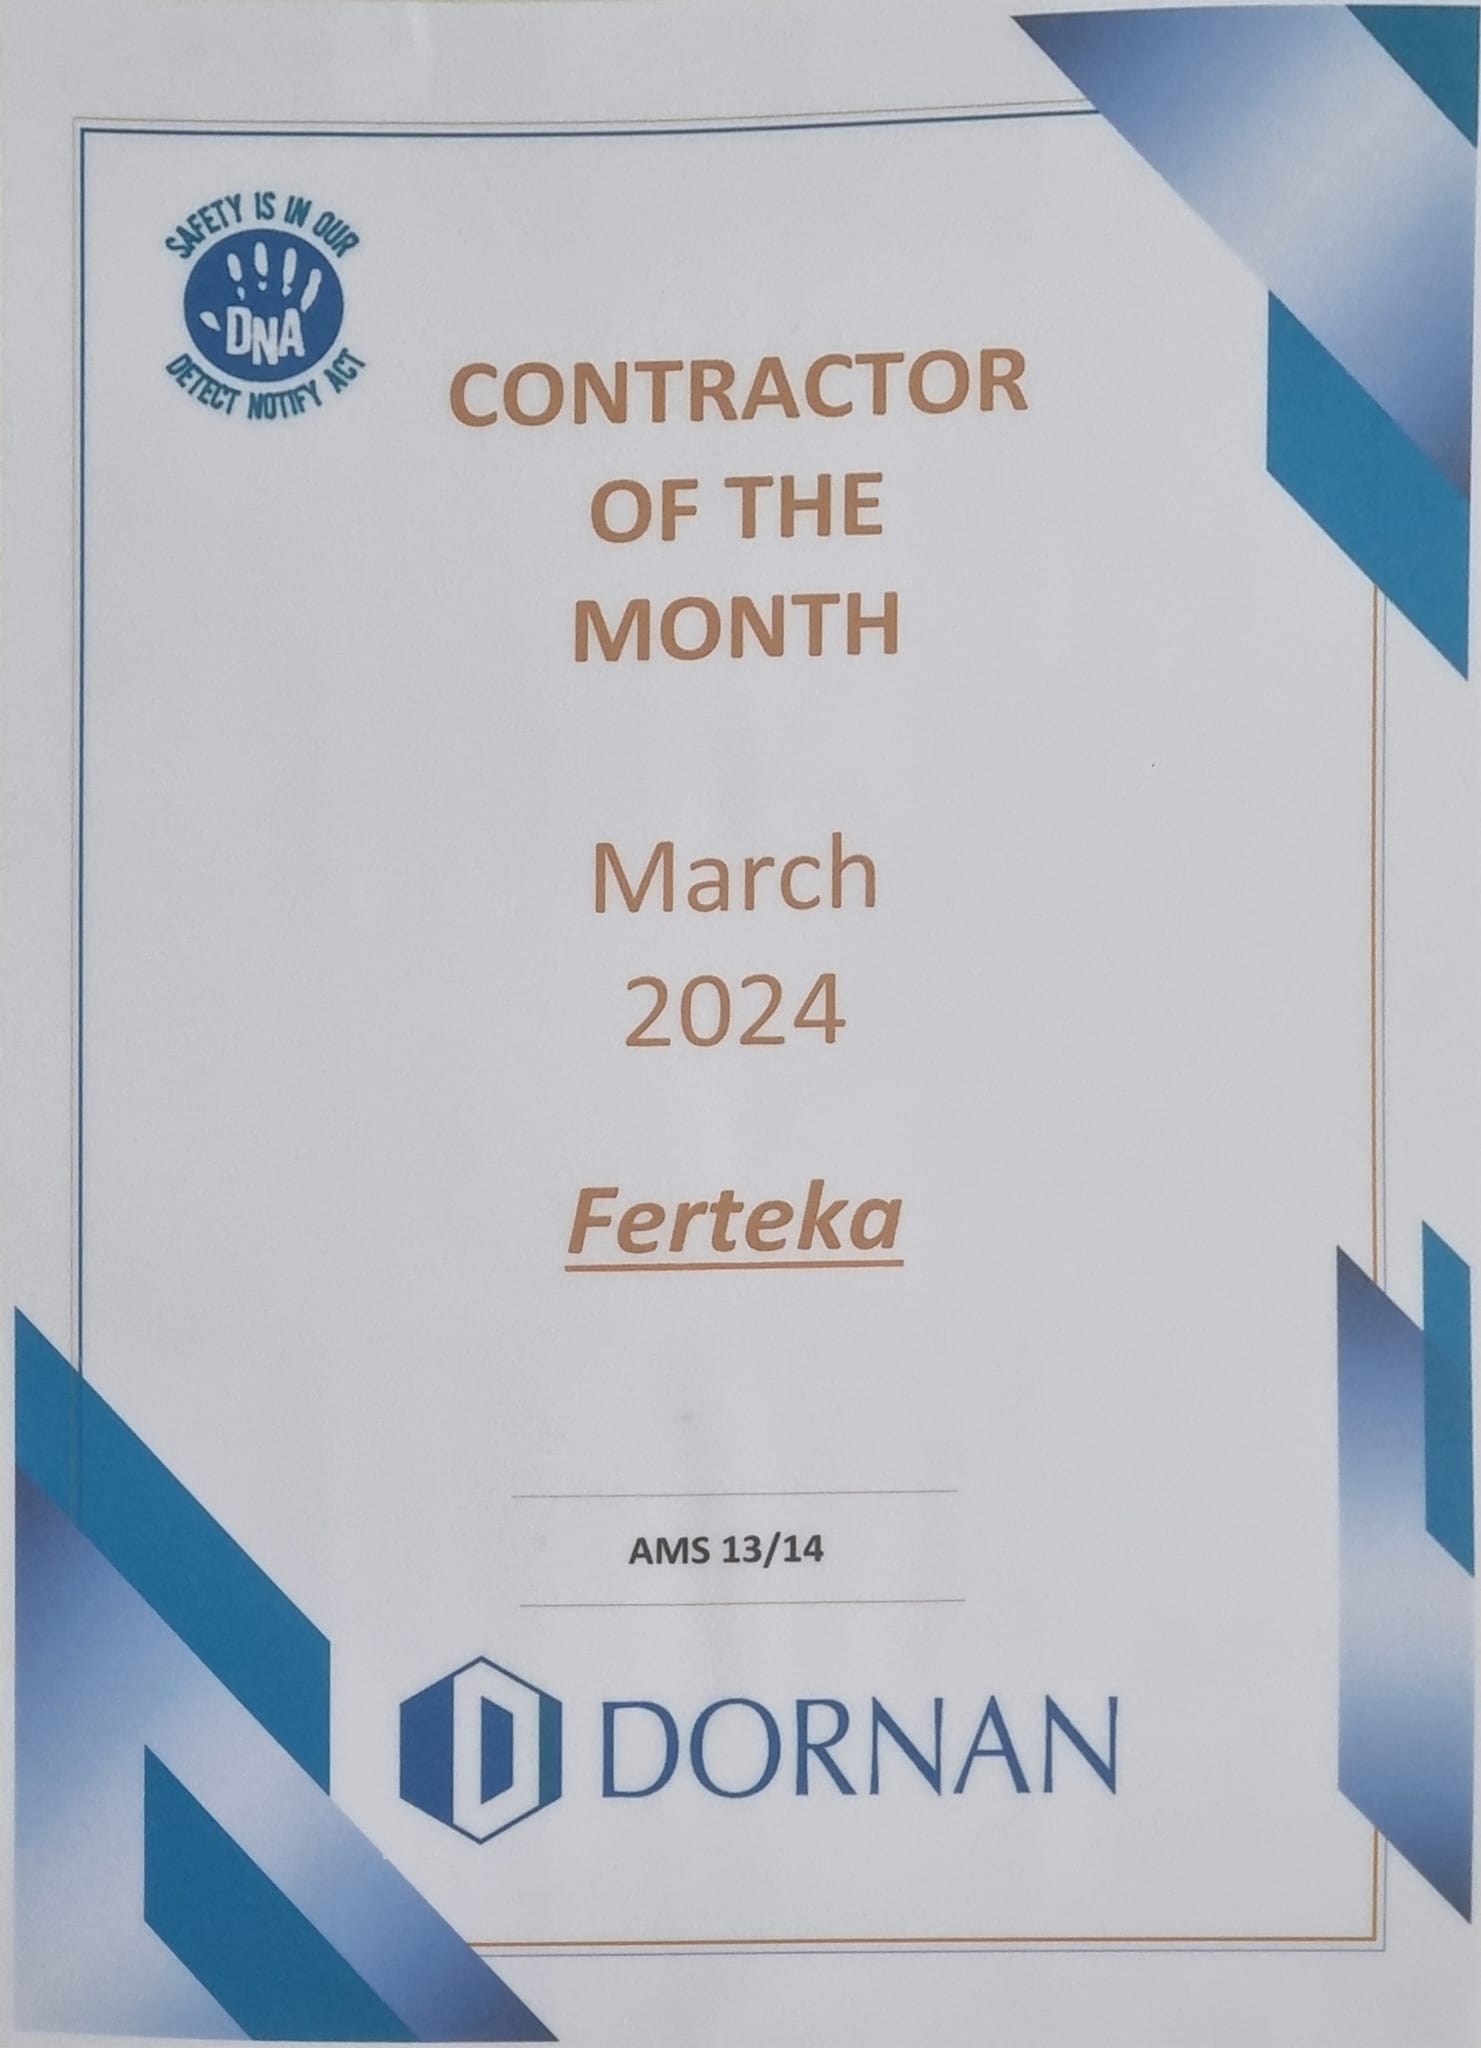 SAFETY IS IN OUR
DNA
DETECT NOTIFY ACT
CONTRACTOR
OF THE
MONTH
March
2024
Ferteka
AMS 13/14
DORNAN